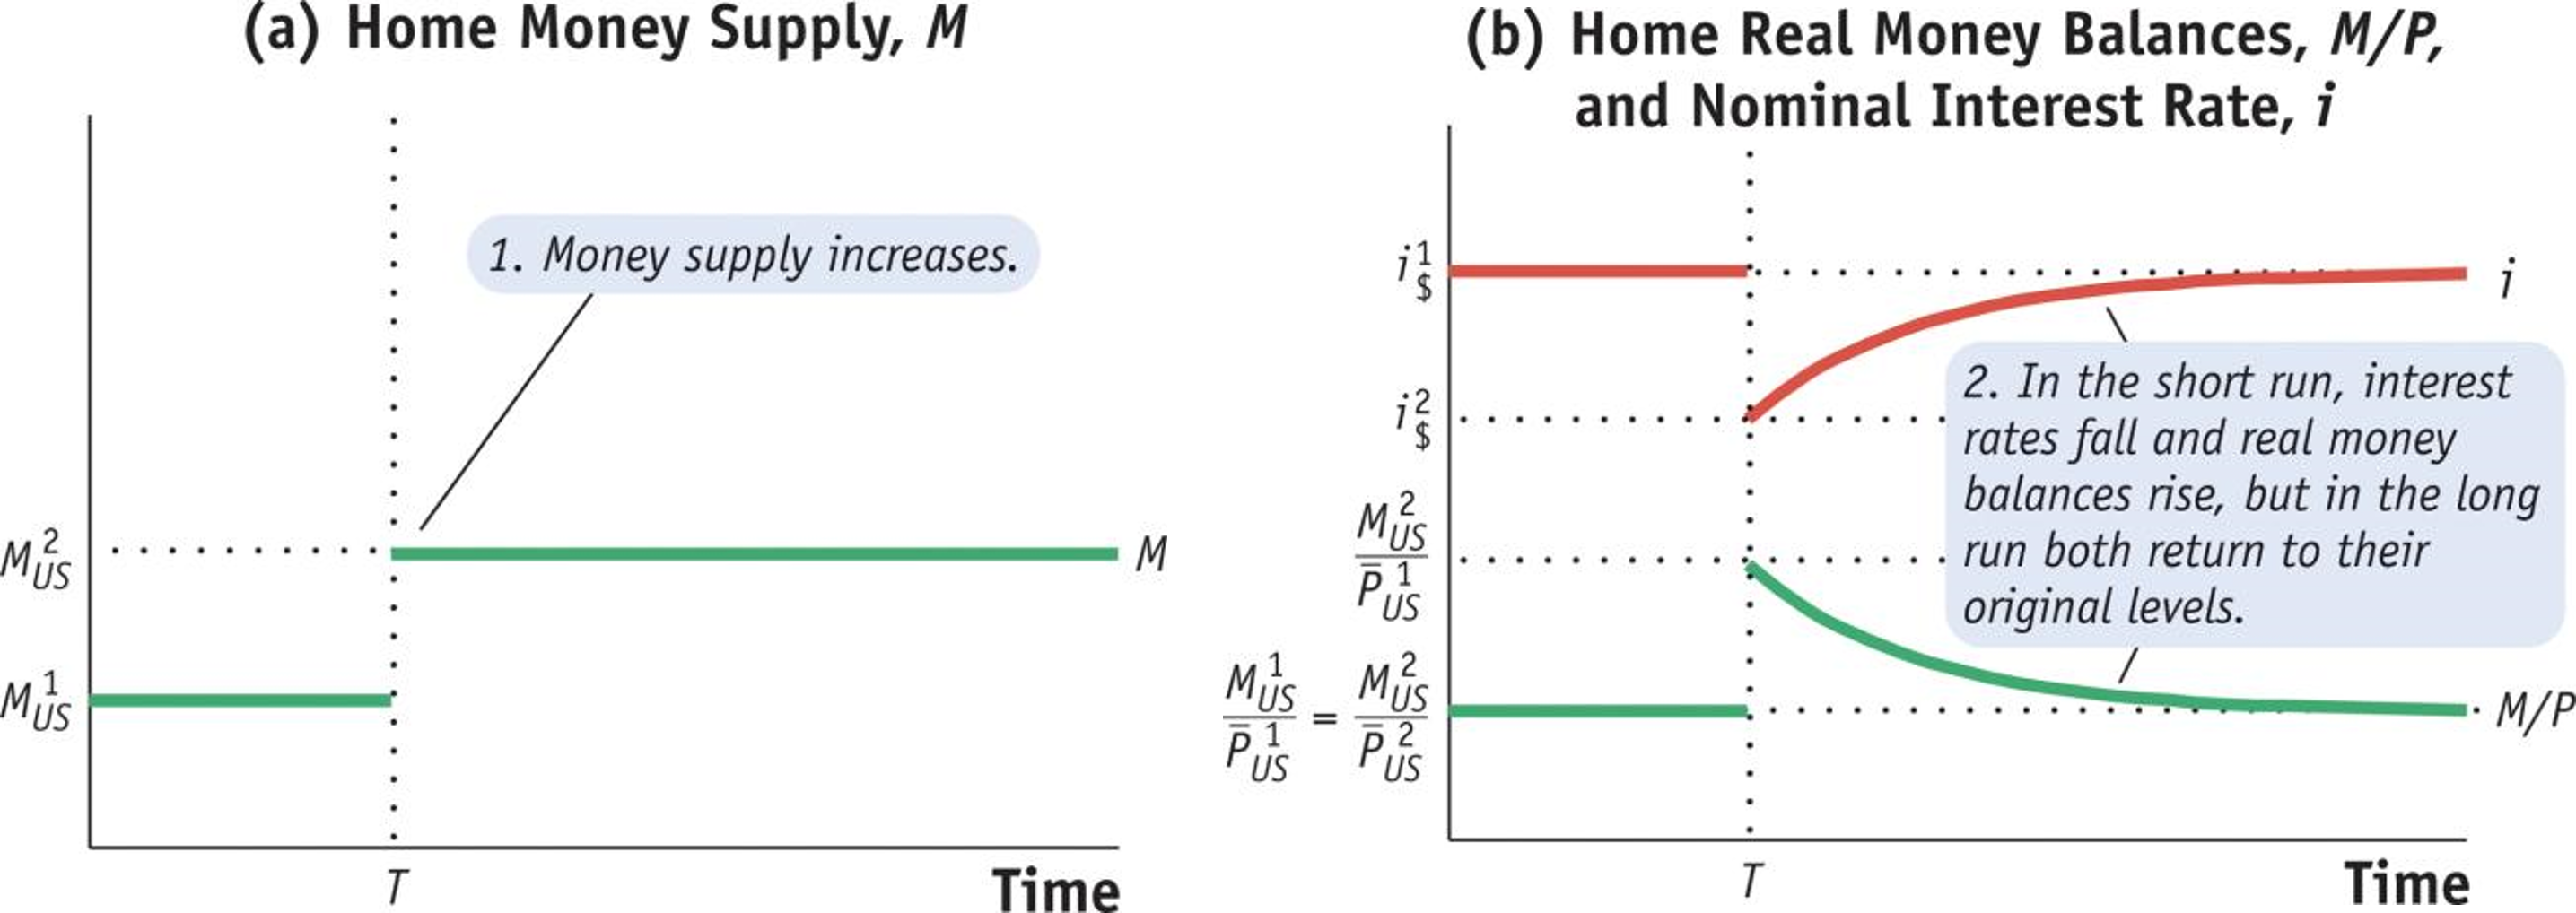 (a) Home Money Supply, M
1. Money supply increases.
M²US
M
M¹US
T
Time
(b) Home Real Money Balances, M/P,
and Nominal Interest Rate, i
i¹$
i
i²$
2. In the short run, interest
rates fall and real money
balances rise, but in the long
run both return to their
original levels.
M²US / P̄¹US
M¹US / P̄¹US = M²US / P̄²US
M/P
T
Time